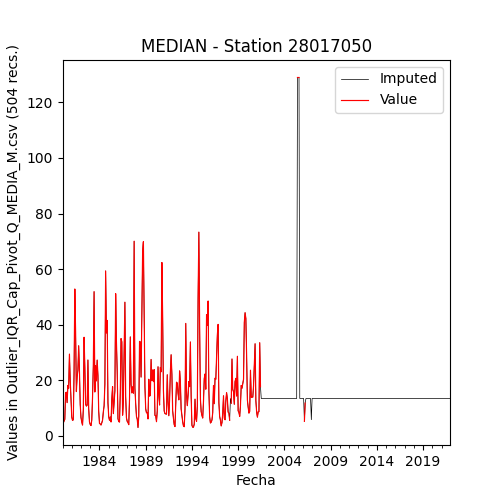 MEDIAN - Station 28017050
Values in Outlier_IQR_Cap_Pivot_Q_MEDIA_M.csv (504 recs.)
Imputed
Value
120
100
80
60
40
20
0
1984 1989 1994 1999 2004 2009 2014 2019
Fecha